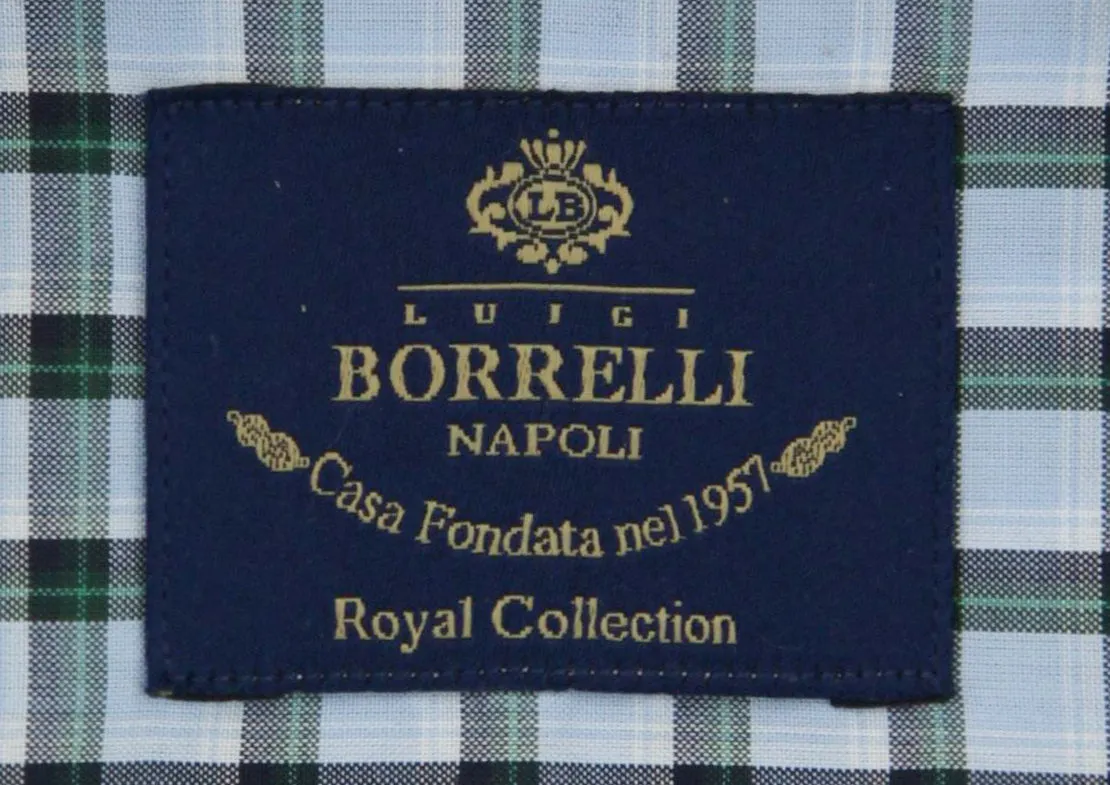 LB
LUIGI
BORRELLI
NAPOLI
Casa Fondata nel 1957
Royal Collection